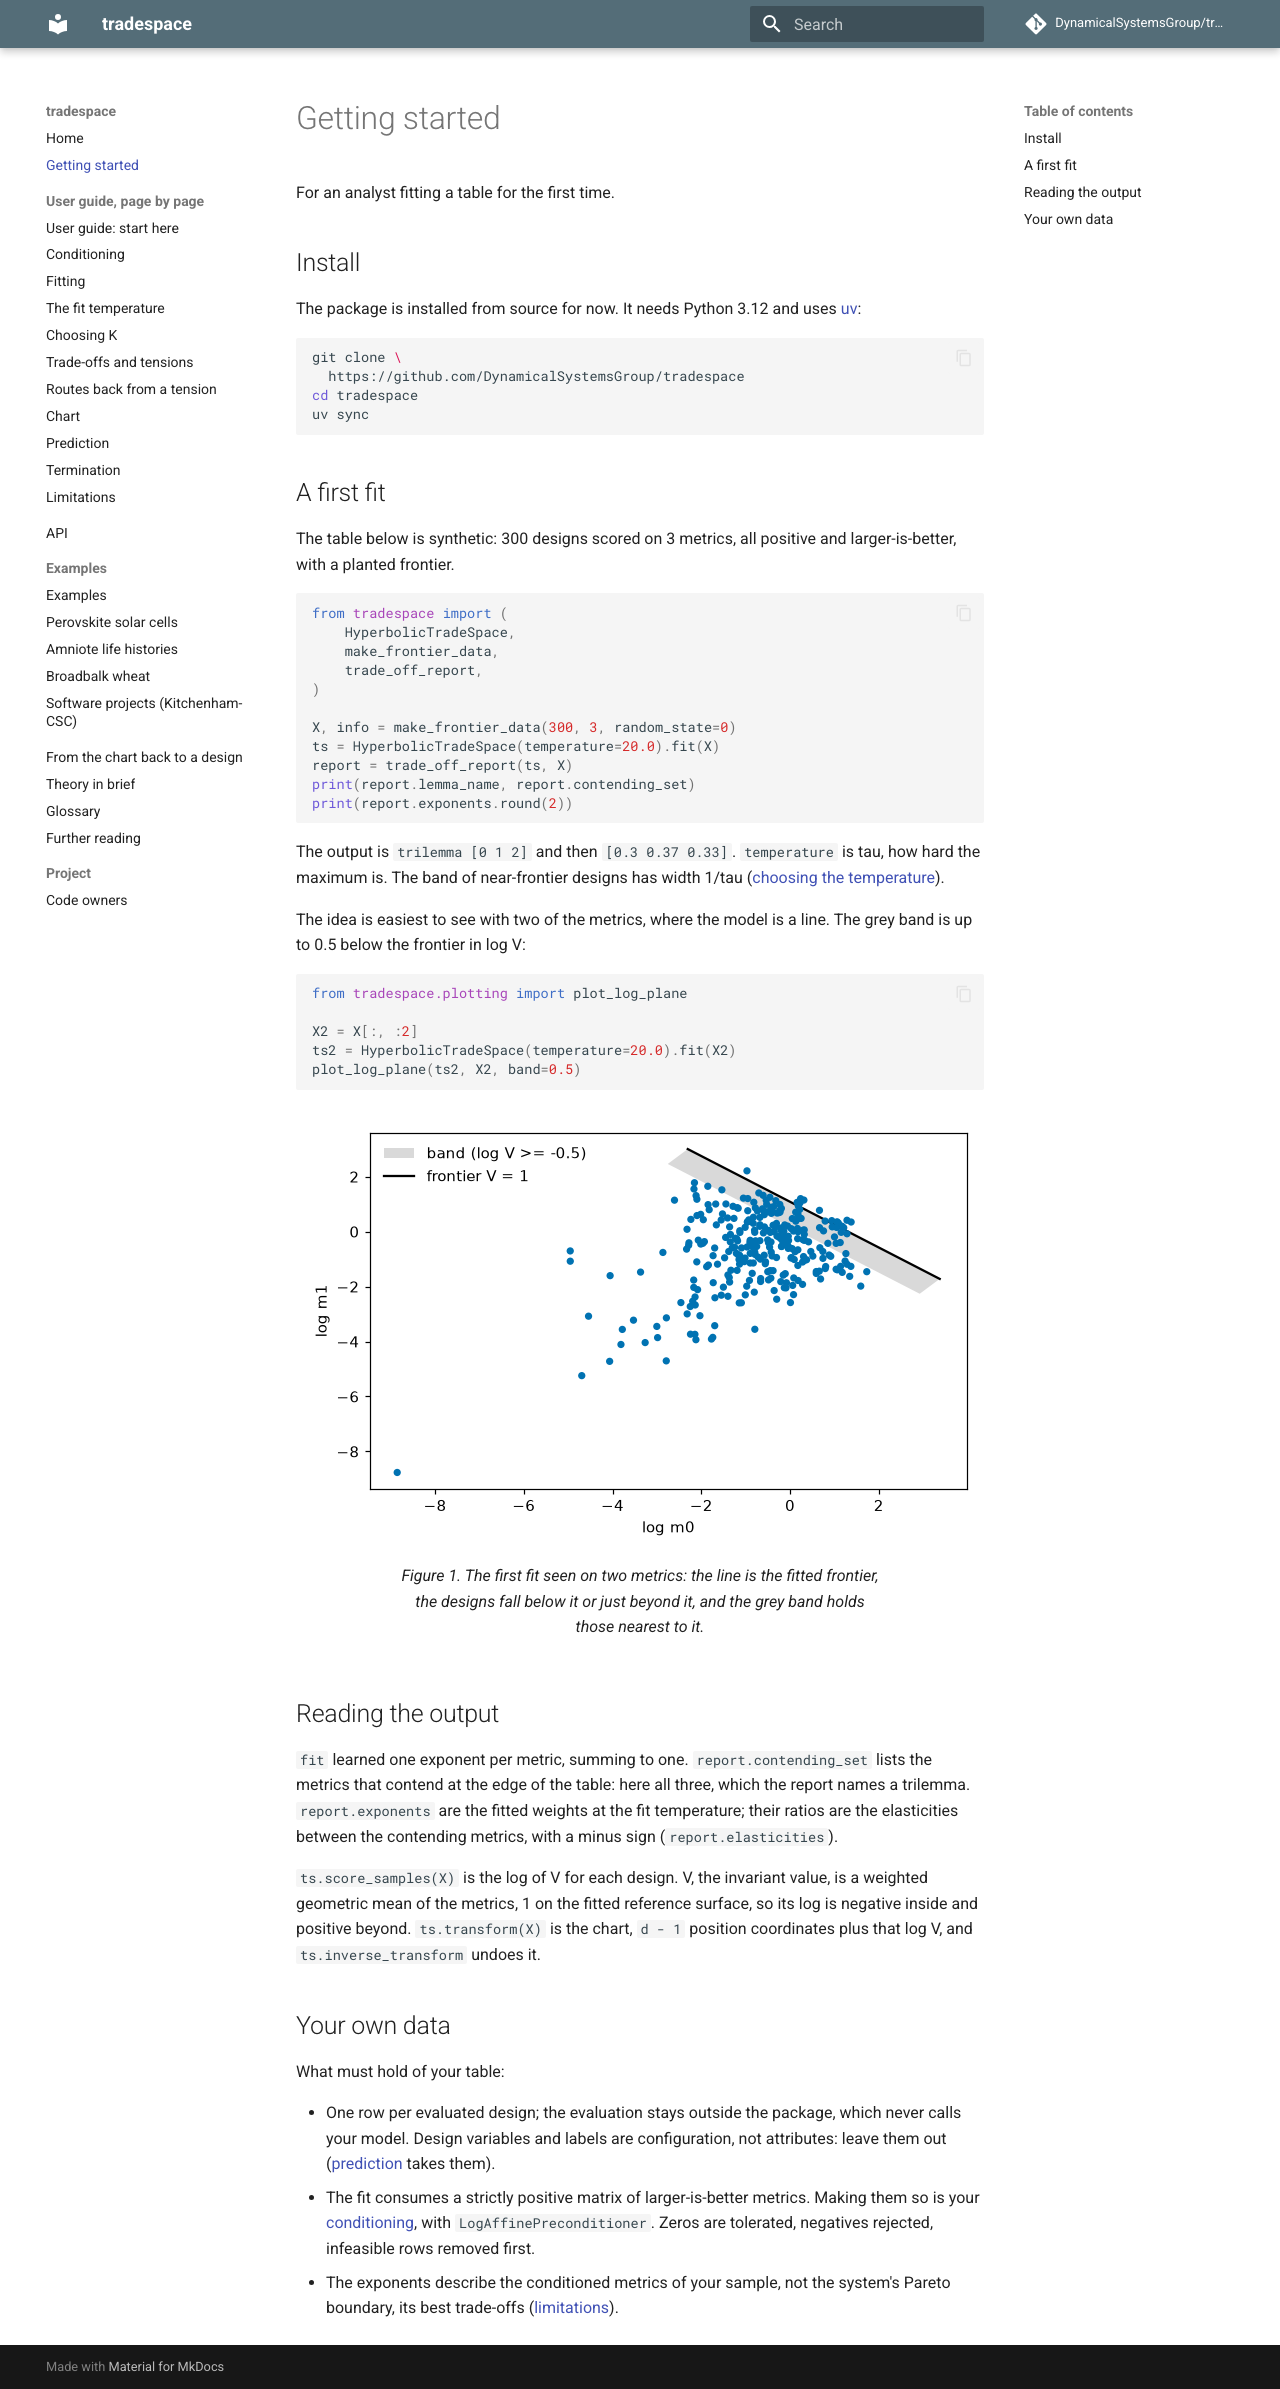 tradespace
Search
DynamicalSystemsGroup/tr...
tradespace
Home
Getting started
User guide, page by page
User guide: start here
Conditioning
Fitting
The fit temperature
Choosing K
Trade-offs and tensions
Routes back from a tension
Chart
Prediction
Termination
Limitations
API
Examples
Examples
Perovskite solar cells
Amniote life histories
Broadbalk wheat
Software projects (Kitchenham-
CSC)
From the chart back to a design
Theory in brief
Glossary
Further reading
Project
Code owners
Table of contents
Install
A first fit
Reading the output
Your own data
Getting started
For an analyst fitting a table for the first time.
Install
The package is installed from source for now. It needs Python 3.12 and uses uv:
git clone \
  https://github.com/DynamicalSystemsGroup/tradespace
cd tradespace
uv sync
A first fit
The table below is synthetic: 300 designs scored on 3 metrics, all positive and larger-is-better,
with a planted frontier.
from tradespace import (
    HyperbolicTradeSpace,
    make_frontier_data,
    trade_off_report,
)
X, info = make_frontier_data(300, 3, random_state=0)
ts = HyperbolicTradeSpace(temperature=20.0).fit(X)
report = trade_off_report(ts, X)
print(report.lemma_name, report.contending_set)
print(report.exponents.round(2))
The output is trilemma [0 1 2] and then [0.3 0.37 0.33]. temperature is tau, how hard the
maximum is. The band of near-frontier designs has width 1/tau (choosing the temperature).
The idea is easiest to see with two of the metrics, where the model is a line. The grey band is up
to 0.5 below the frontier in log V:
from tradespace.plotting import plot_log_plane
X2 = X[:, :2]
ts2 = HyperbolicTradeSpace(temperature=20.0).fit(X2)
plot_log_plane(ts2, X2, band=0.5)
band (log V >= -0.5)
frontier V = 1
2
0
−2
−4
−6
−8
log m1
−8 −6 −4 −2 0 2
log m0
Figure 1. The first fit seen on two metrics: the line is the fitted frontier,
the designs fall below it or just beyond it, and the grey band holds
those nearest to it.
Reading the output
fit learned one exponent per metric, summing to one. report.contending_set lists the
metrics that contend at the edge of the table: here all three, which the report names a trilemma.
report.exponents are the fitted weights at the fit temperature; their ratios are the elasticities
between the contending metrics, with a minus sign (report.elasticities).
ts.score_samples(X) is the log of V for each design. V, the invariant value, is a weighted
geometric mean of the metrics, 1 on the fitted reference surface, so its log is negative inside and
positive beyond. ts.transform(X) is the chart, d - 1 position coordinates plus that log V, and
ts.inverse_transform undoes it.
Your own data
What must hold of your table:
• One row per evaluated design; the evaluation stays outside the package, which never calls
your model. Design variables and labels are configuration, not attributes: leave them out
(prediction takes them).
• The fit consumes a strictly positive matrix of larger-is-better metrics. Making them so is your
conditioning, with LogAffinePreconditioner. Zeros are tolerated, negatives rejected,
infeasible rows removed first.
• The exponents describe the conditioned metrics of your sample, not the system's Pareto
boundary, its best trade-offs (limitations).
Made with Material for MkDocs